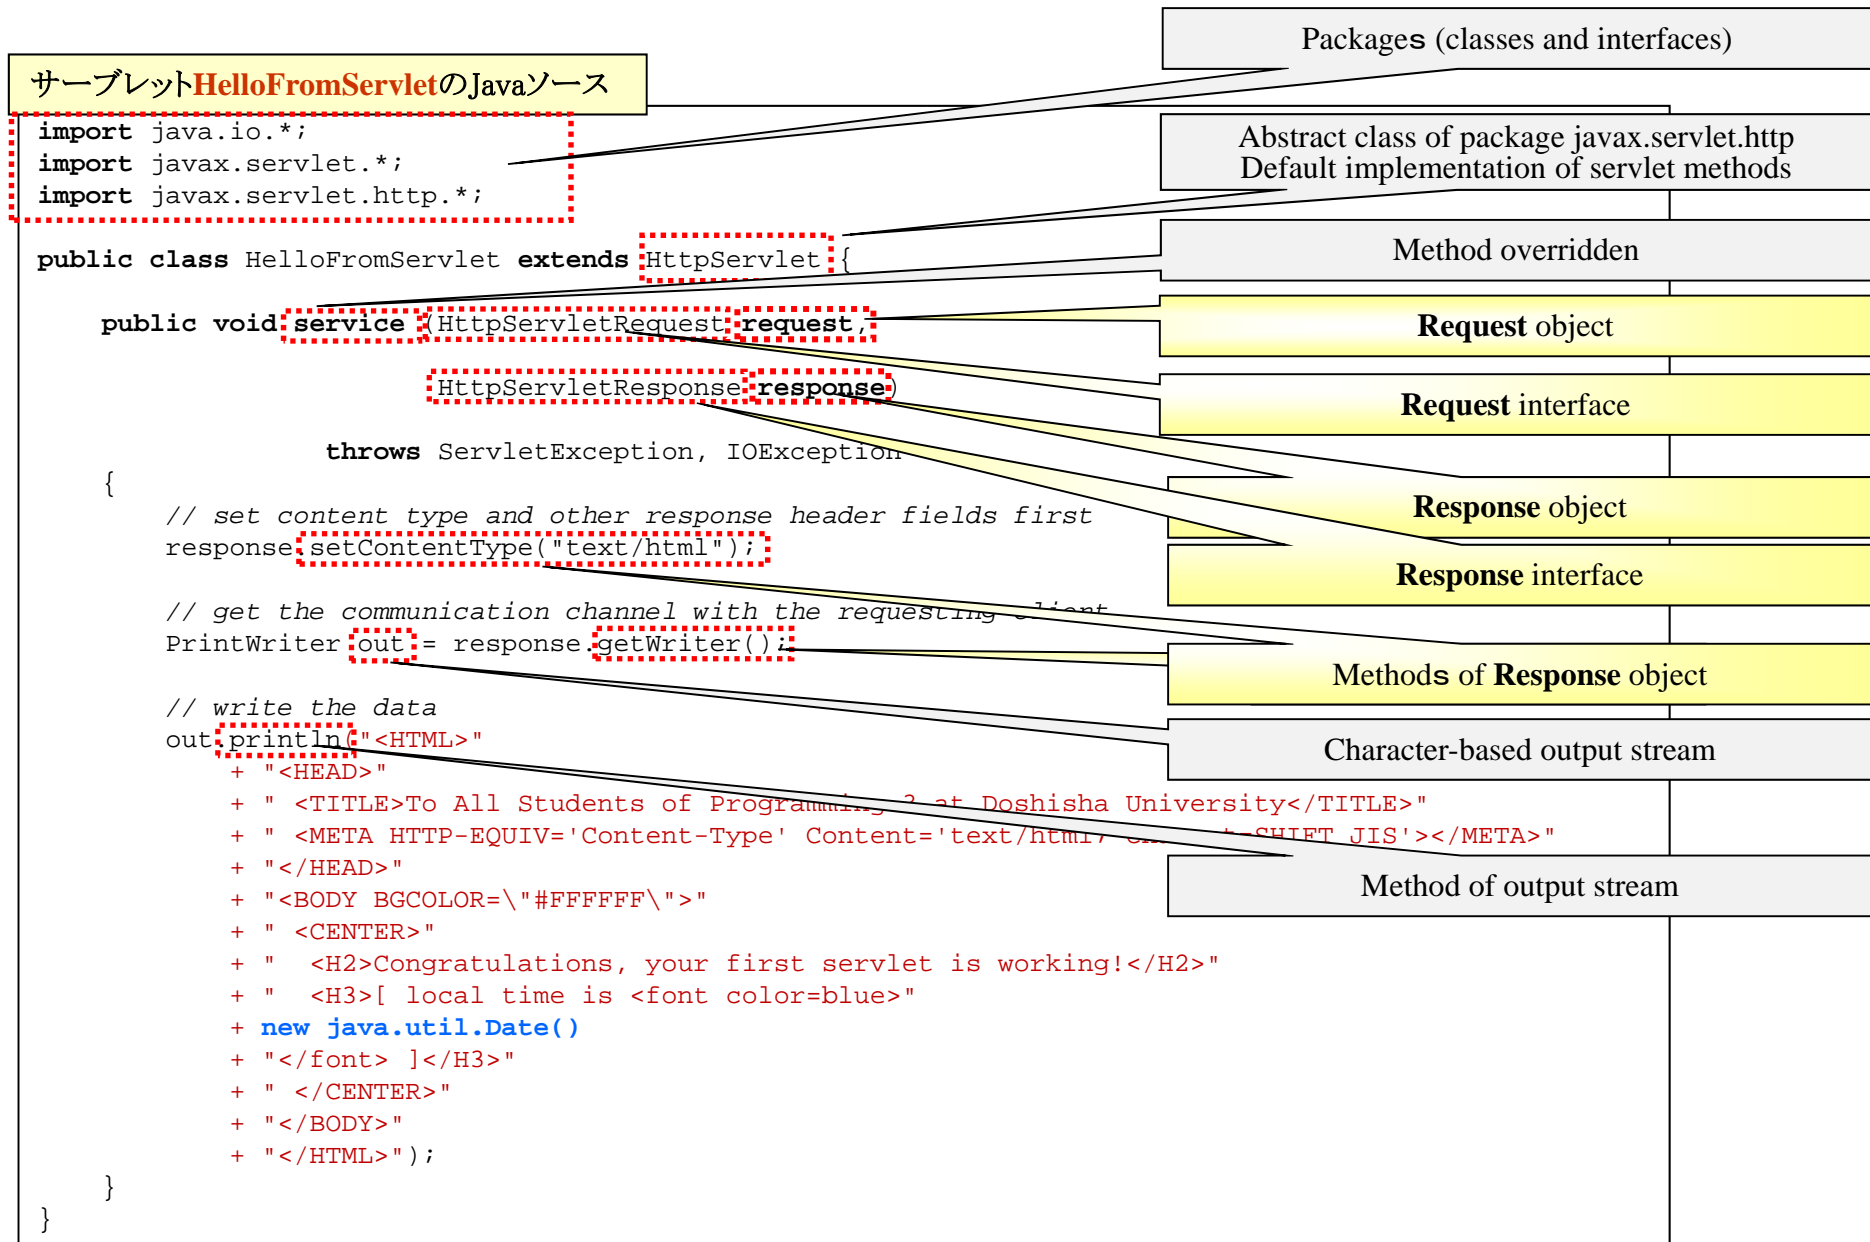 Packages (classes and interfaces)
サーブレットHelloFromServletのJavaソース
import java.io.*;
import javax.servlet.*;
import javax.servlet.http.*;
Abstract class of package javax.servlet.http
Default implementation of servlet methods
public class HelloFromServlet extends HttpServlet {
Method overridden
public void service (HttpServletRequest request,
Request object
HttpServletResponse response)
Request interface
throws ServletException, IOException
{
Response object
// set content type and other response header fields first
response.setContentType("text/html");
Response interface
// get the communication channel with the requesting client
PrintWriter out = response.getWriter();
Methods of Response object
// write the data
out.println("<HTML>"
Character-based output stream
+ "<HEAD>"
+ " <TITLE>To All Students of Programming at Doshisha University</TITLE>"
+ " <META HTTP-EQUIV='Content-Type' Content='text/html; SHIFT_JIS'></META>"
+ "</HEAD>"
Method of output stream
+ "<BODY BGCOLOR=\"#FFFFFF\">"
+ " <CENTER>"
+ "  <H2>Congratulations, your first servlet is working!</H2>"
+ "  <H3>[ local time is <font color=blue>"
+ new java.util.Date()
+ "</font> ]</H3>"
+ " </CENTER>"
+ "</BODY>"
+ "</HTML>");
}
}